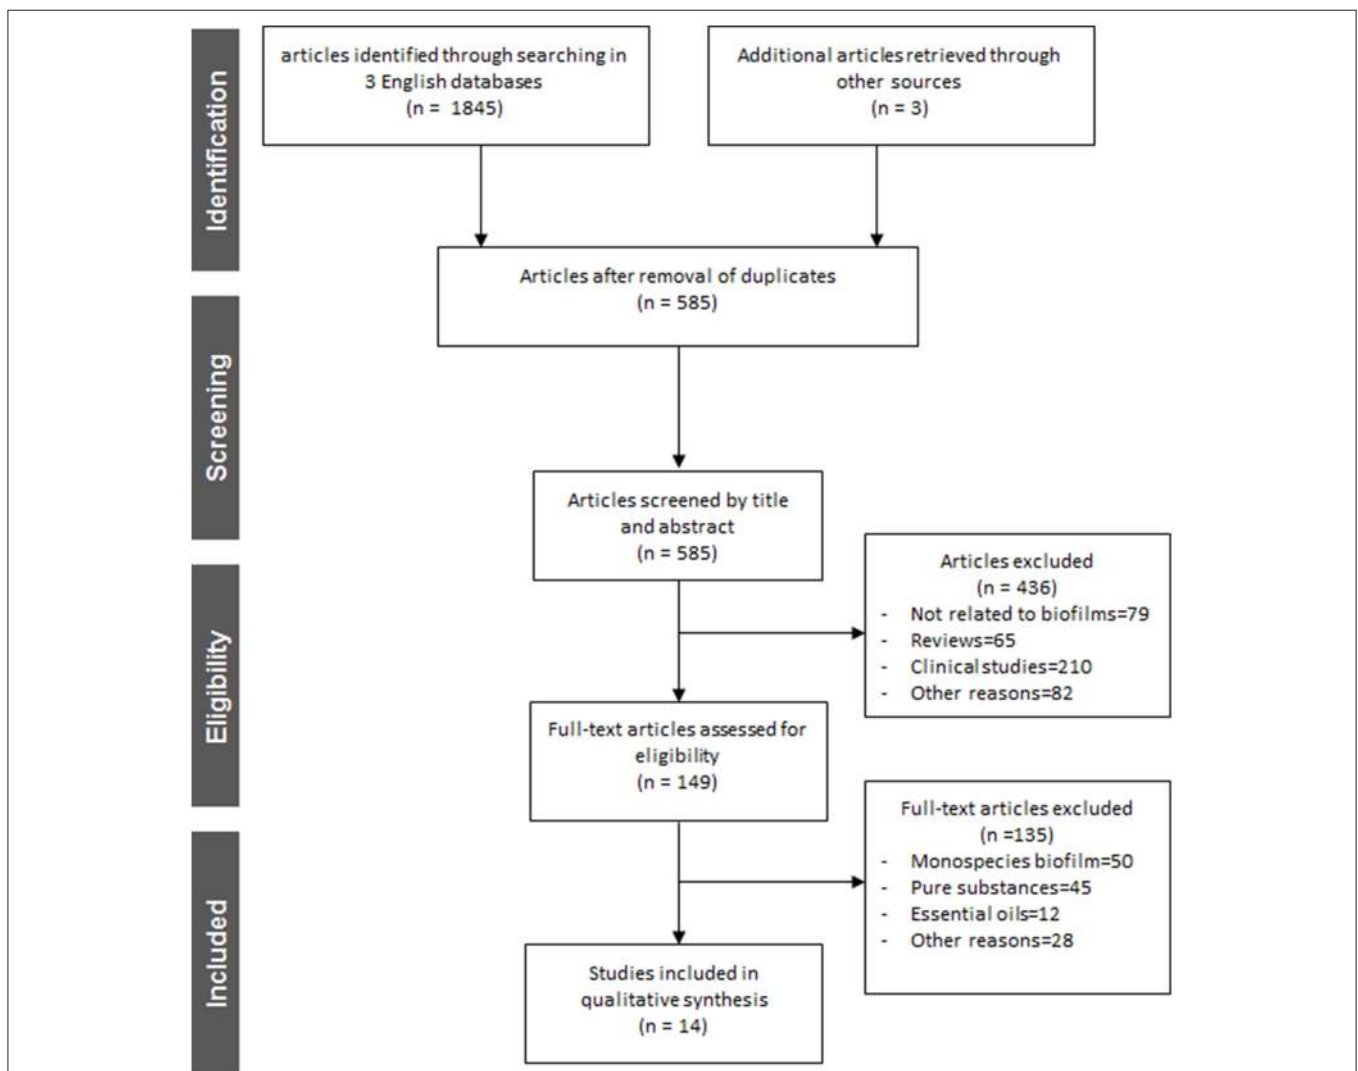 Identification
articles identified through searching in
3 English databases
(n =  1845)
Additional articles retrieved through
other sources
(n = 3)
Articles after removal of duplicates
(n = 585)
Screening
Articles screened by title
and abstract
(n = 585)
Articles excluded
(n = 436)
- Not related to biofilms=79
- Reviews=65
- Clinical studies=210
- Other reasons=82
Eligibility
Full-text articles assessed for
eligibility
(n = 149)
Full-text articles excluded
(n =135)
- Monospecies biofilm=50
- Pure substances=45
- Essential oils=12
- Other reasons=28
Included
Studies included in
qualitative synthesis
(n = 14)